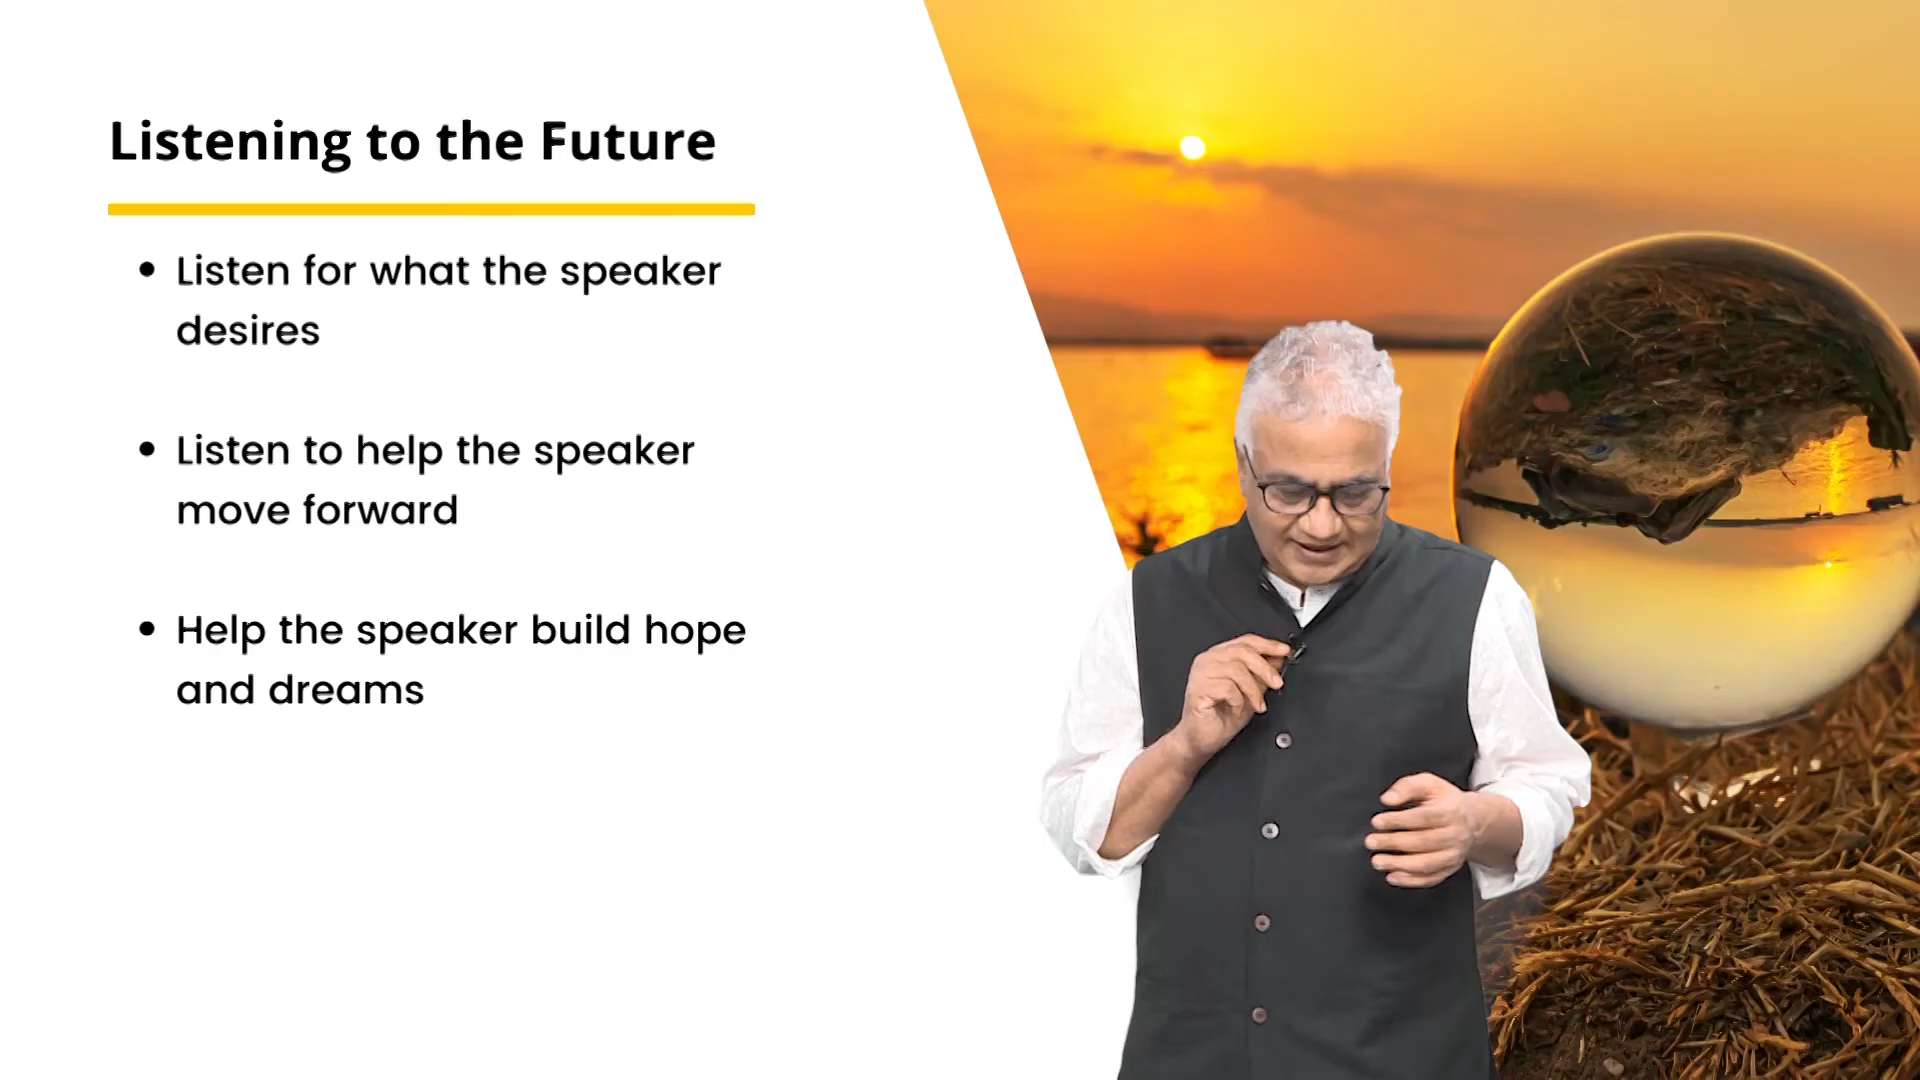 Listening to the Future
• Listen for what the speaker
desires
• Listen to help the speaker
move forward
• Help the speaker build hope
and dreams